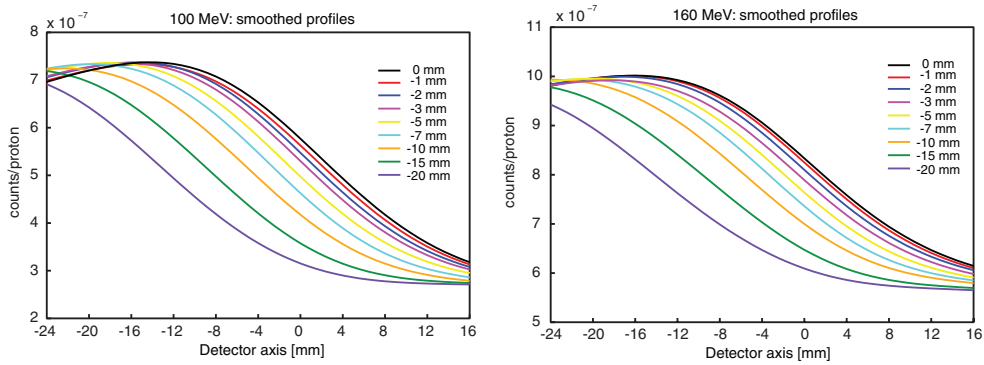 x 10⁻⁷
100 MeV: smoothed profiles
8
7
6
5
4
3
2
counts/proton
0 mm
-1 mm
-2 mm
-3 mm
-5 mm
-7 mm
-10 mm
-15 mm
-20 mm
-24 -20 -16 -12 -8 -4 0 4 8 12 16
Detector axis [mm]
x 10⁻⁷
160 MeV: smoothed profiles
11
10
9
8
7
6
5
counts/proton
0 mm
-1 mm
-2 mm
-3 mm
-5 mm
-7 mm
-10 mm
-15 mm
-20 mm
-24 -20 -16 -12 -8 -4 0 4 8 12 16
Detector axis [mm]